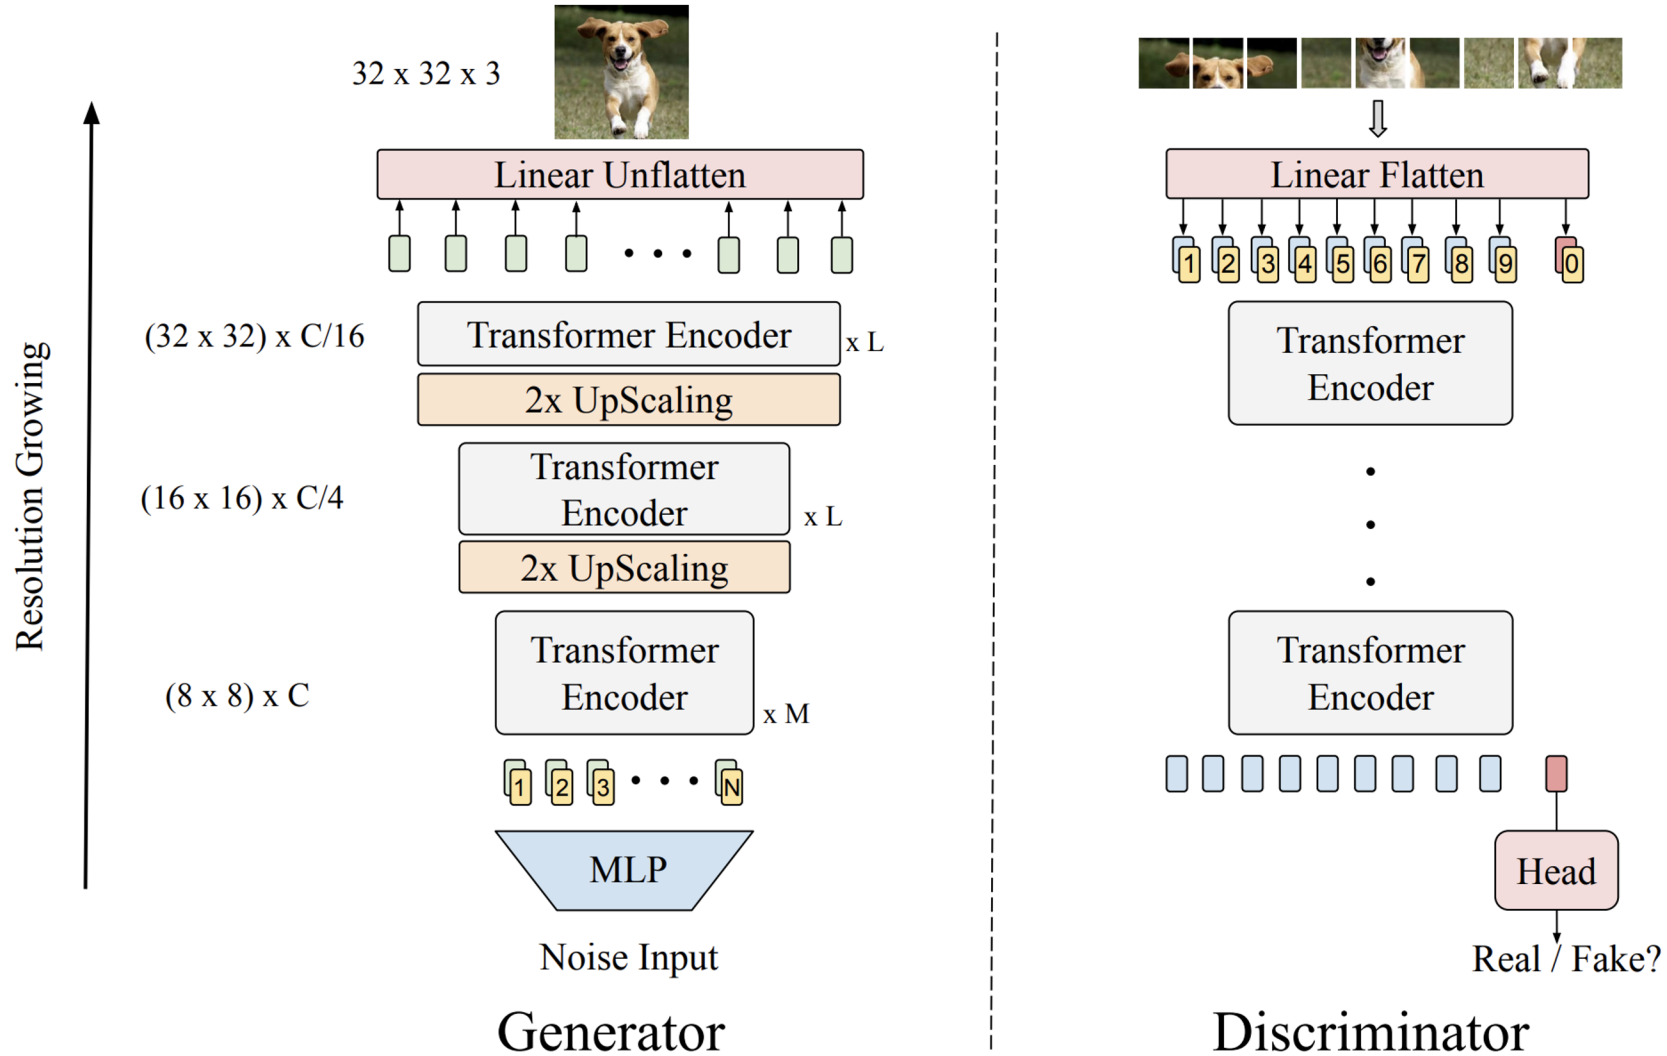 32 x 32 x 3
Linear Unflatten
(32 x 32) x C/16
Transformer Encoder
x L
2x UpScaling
(16 x 16) x C/4
Transformer
Encoder
x L
2x UpScaling
(8 x 8) x C
Transformer
Encoder
x M
1 2 3 N
MLP
Noise Input
Generator
Resolution Growing
Linear Flatten
1 2 3 4 5 6 7 8 9 0
Transformer
Encoder
Transformer
Encoder
Head
Real / Fake?
Discriminator